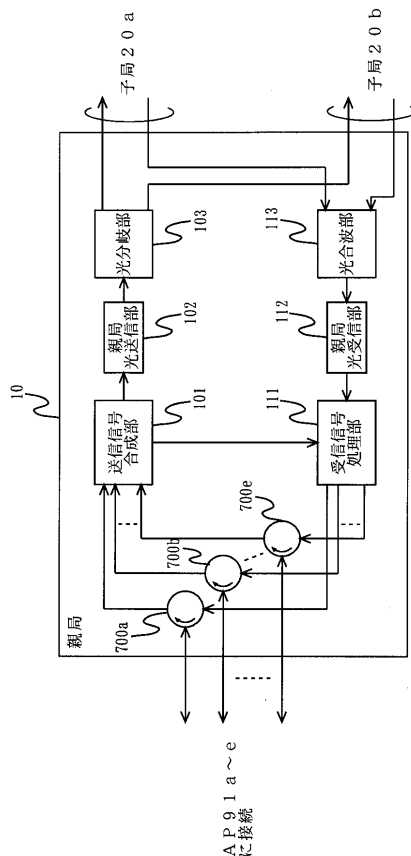 10
親局
700a
700b
700e
送信信号
合成部
101
親局
光送信部
102
光分岐部
103
子局20a
受信信号
処理部
111
親局
光受信部
112
光合波部
113
子局20b
AP91a~e
に接続